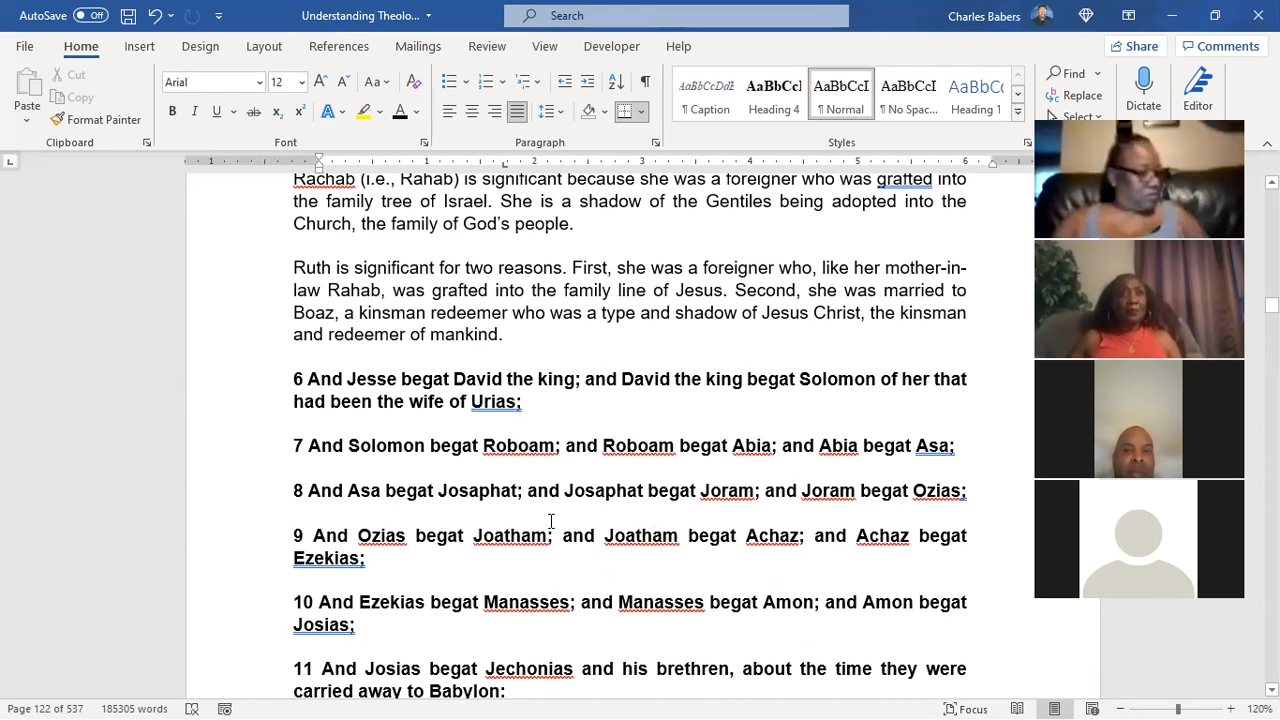 AutoSave Off Understanding Theolo... Search Charles Babers
File Home Insert Design Layout References Mailings Review View Developer Help Share Comments
Paste Cut Copy Format Painter
Arial 12 Aa
AaBbCcDdE AaBbCcI AaBbCcI AaBbCcI AaBbCc
¶ Caption Heading 4 ¶ Normal ¶ No Spac... Heading 1
Find Replace Select Dictate Editor
Clipboard Font Paragraph Styles Voice Editor
1 1 2 3 4 5 6
Rachab (i.e., Rahab) is significant because she was a foreigner who was grafted into
the family tree of Israel. She is a shadow of the Gentiles being adopted into the
Church, the family of God's people.
Ruth is significant for two reasons. First, she was a foreigner who, like her mother-in-
law Rahab, was grafted into the family line of Jesus. Second, she was married to
Boaz, a kinsman redeemer who was a type and shadow of Jesus Christ, the kinsman
and redeemer of mankind.
6 And Jesse begat David the king; and David the king begat Solomon of her that
had been the wife of Urias;
7 And Solomon begat Roboam; and Roboam begat Abia; and Abia begat Asa;
8 And Asa begat Josaphat; and Josaphat begat Joram; and Joram begat Ozias;
9 And Ozias begat Joatham; and Joatham begat Achaz; and Achaz begat
Ezekias;
10 And Ezekias begat Manasses; and Manasses begat Amon; and Amon begat
Josias;
11 And Josias begat Jechonias and his brethren, about the time they were
carried away to Babylon:
Page 122 of 537 185305 words Focus 120%